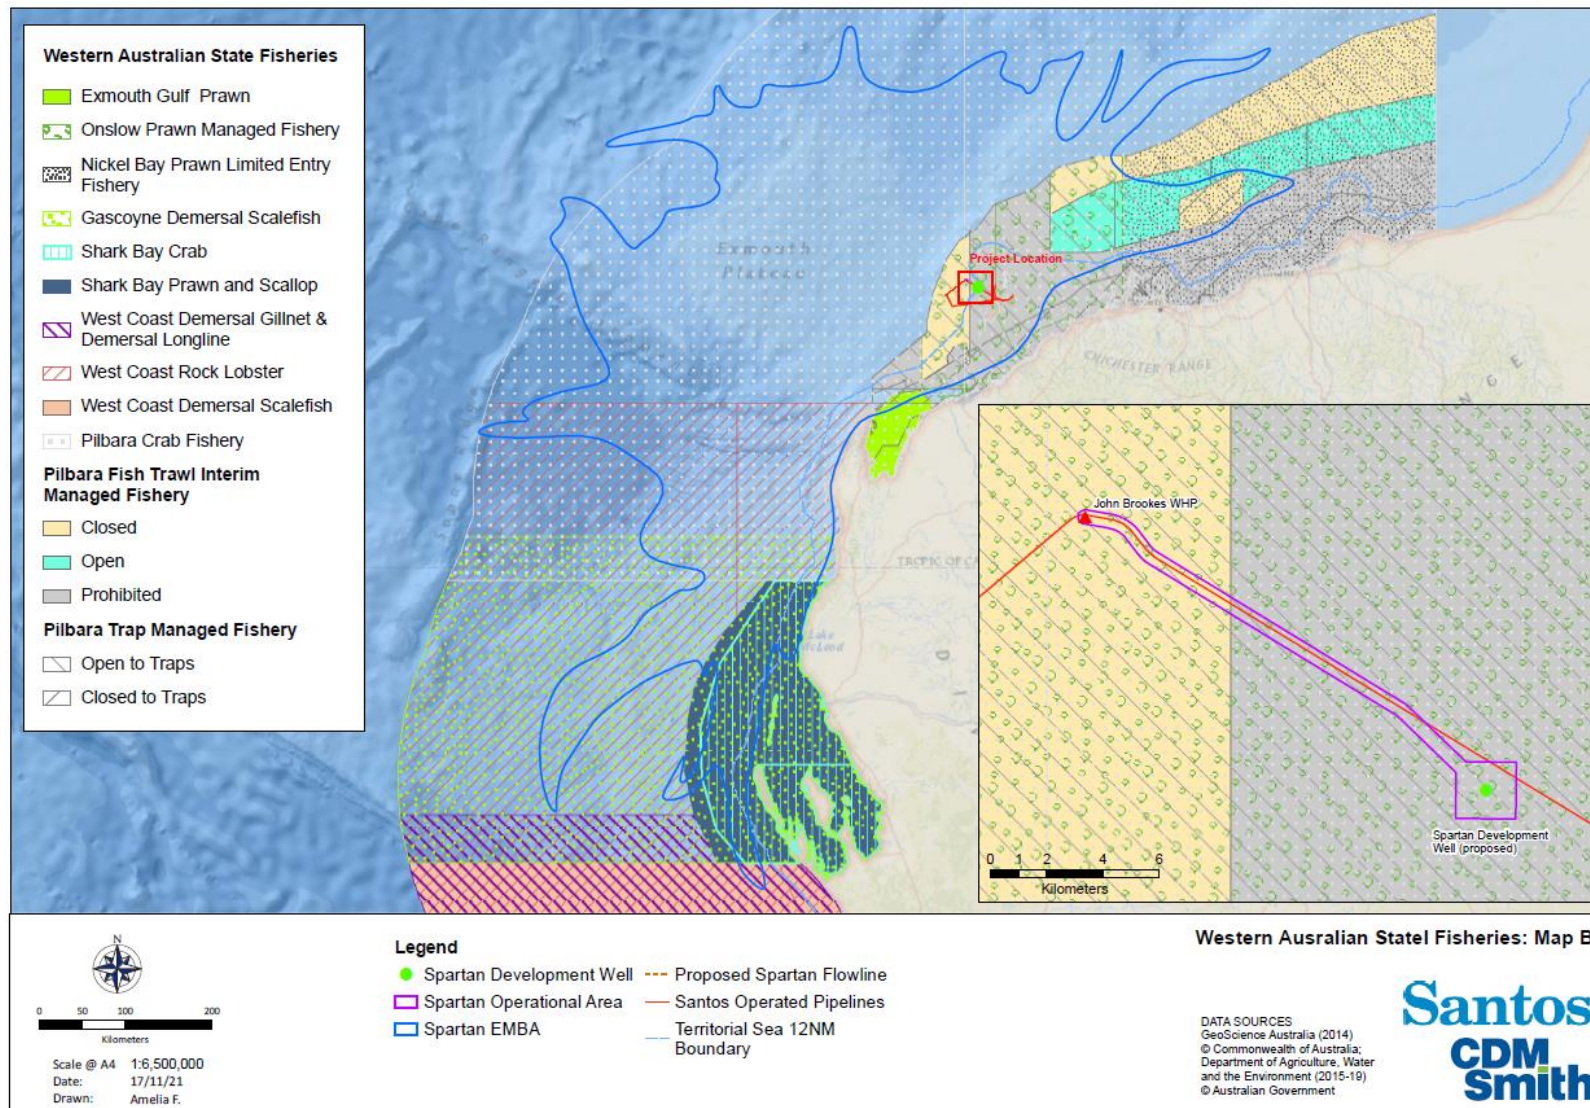 Western Australian State Fisheries
Exmouth Gulf Prawn
Onslow Prawn Managed Fishery
Nickel Bay Prawn Limited Entry
Fishery
Gascoyne Demersal Scalefish
Shark Bay Crab
Shark Bay Prawn and Scallop
West Coast Demersal Gillnet &
Demersal Longline
West Coast Rock Lobster
West Coast Demersal Scalefish
Pilbara Crab Fishery
Pilbara Fish Trawl Interim
Managed Fishery
Closed
Open
Prohibited
Pilbara Trap Managed Fishery
Open to Traps
Closed to Traps
Exmouth
Plateau
Project Location
CHICHESTER RANGE
N C E
TROPIC OF CA
Lake
McLeod
D I
John Brookes WHP
Spartan Development
Well (proposed)
0 1 2 4 6
Kilometers
N
0 50 100 200
Kilometers
Scale @ A4 1:6,500,000
Date: 17/11/21
Drawn: Amelia F.
Legend
Spartan Development Well
Spartan Operational Area
Spartan EMBA
Proposed Spartan Flowline
Santos Operated Pipelines
Territorial Sea 12NM
Boundary
Western Ausralian Statel Fisheries: Map B
DATA SOURCES
GeoScience Australia (2014)
© Commonwealth of Australia;
Department of Agriculture, Water
and the Environment (2015-19)
© Australian Government
Santos
CDM
Smith